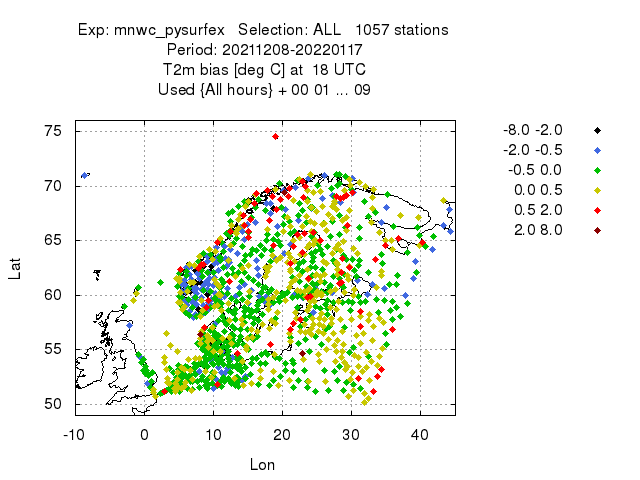 Exp: mnwc_pysurfex   Selection: ALL   1057 stations
Period: 20211208-20220117
T2m bias [deg C] at  18 UTC
Used {All hours} + 00 01 ... 09
-8.0 -2.0
-2.0 -0.5
-0.5 0.0
0.0 0.5
0.5 2.0
2.0 8.0
75
70
65
60
55
50
Lat
-10 0 10 20 30 40
Lon